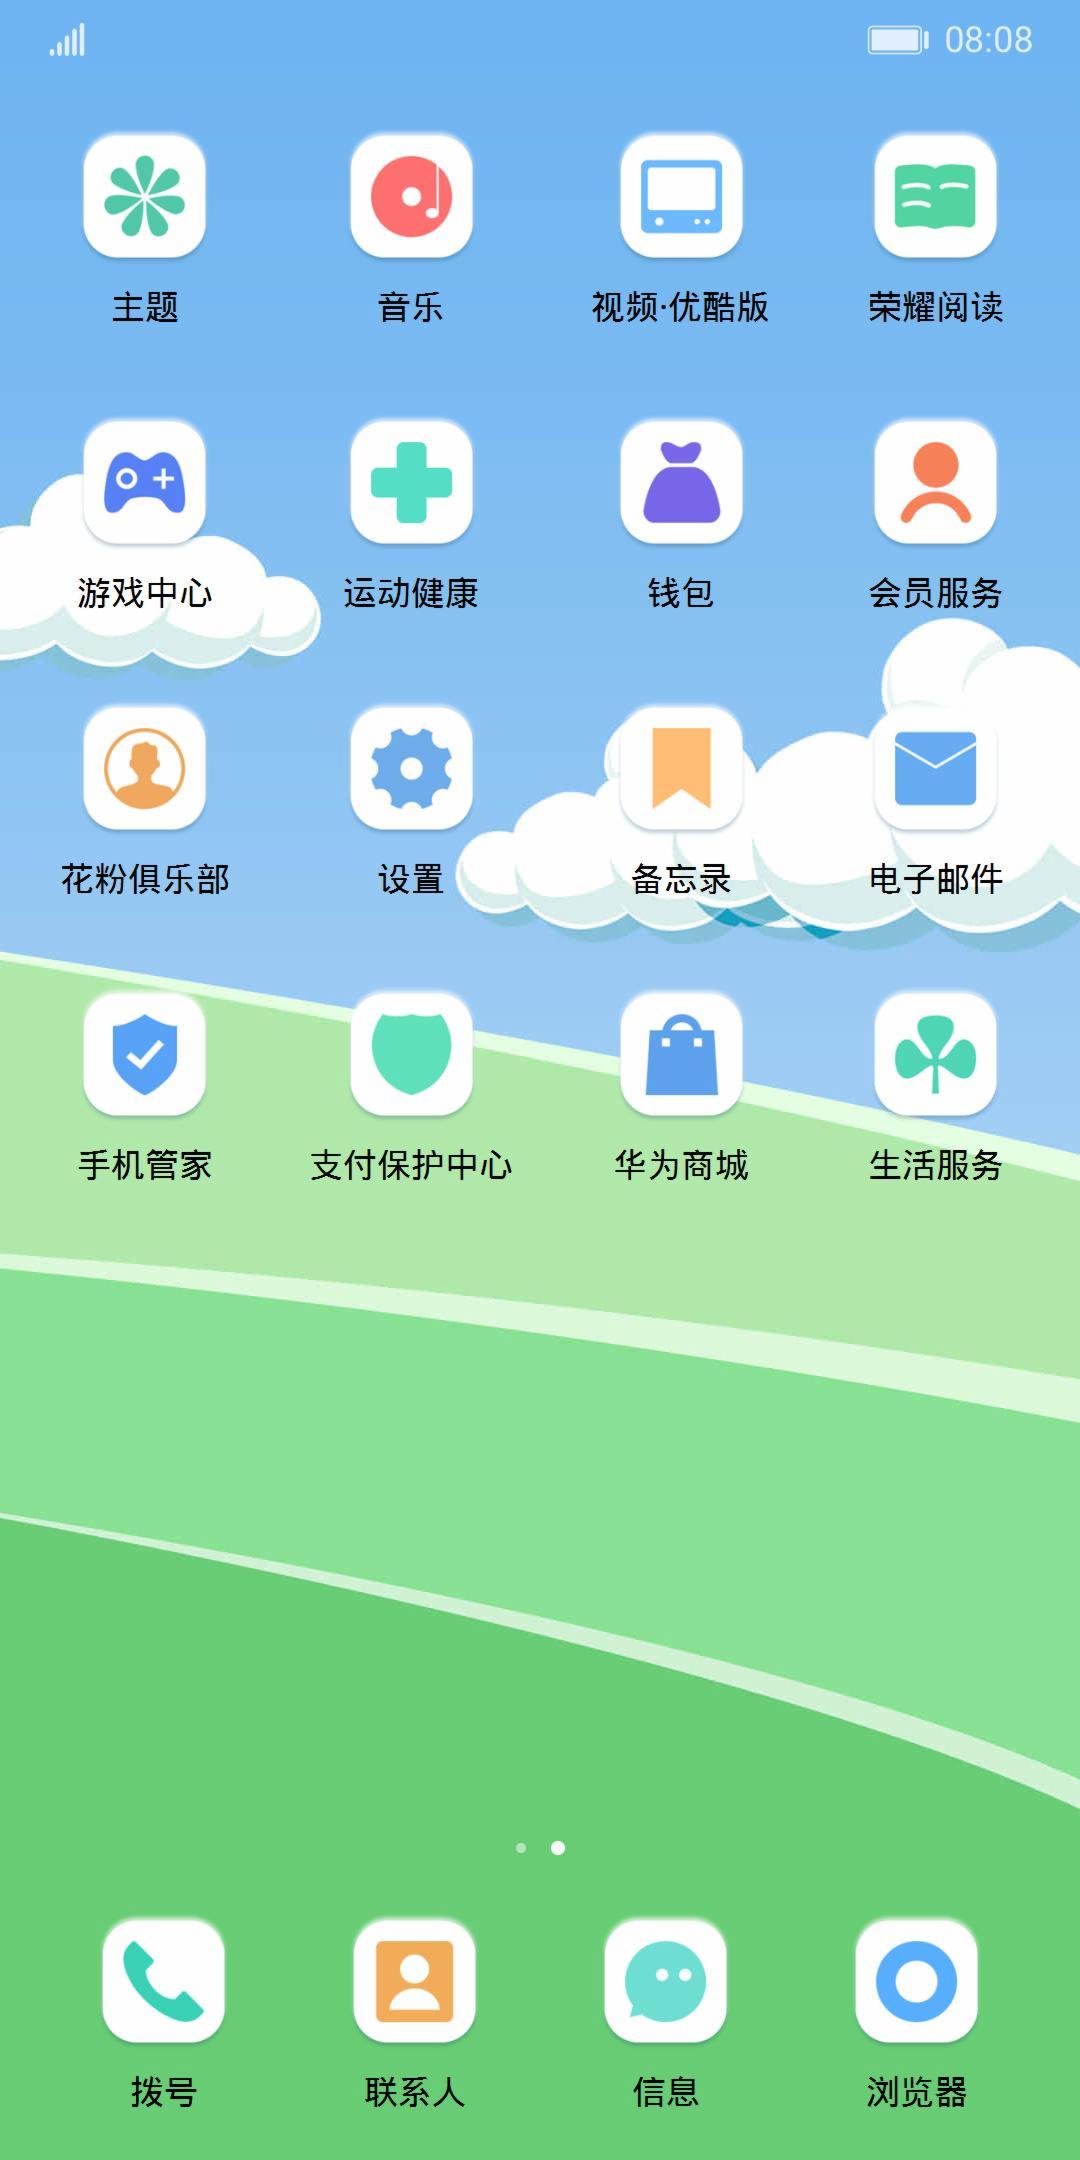 08:08
主题
音乐
视频·优酷版
荣耀阅读
游戏中心
运动健康
钱包
会员服务
花粉俱乐部
设置
备忘录
电子邮件
手机管家
支付保护中心
华为商城
生活服务
拨号
联系人
信息
浏览器